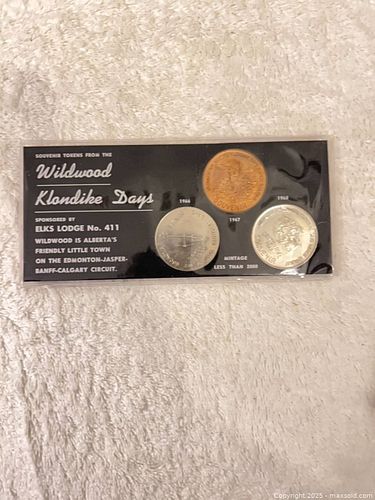 SOUVENIR TOKENS FROM THE
Wildwood
Klondike Days
SPONSORED BY
ELKS LODGE No. 411
WILDWOOD IS ALBERTA'S
FRIENDLY LITTLE TOWN
ON THE EDMONTON-JASPER-
BANFF-CALGARY CIRCUIT.
1966
1967
1968
MINTAGE
LESS THAN 2000
Copyright 2025 - maxsold.com